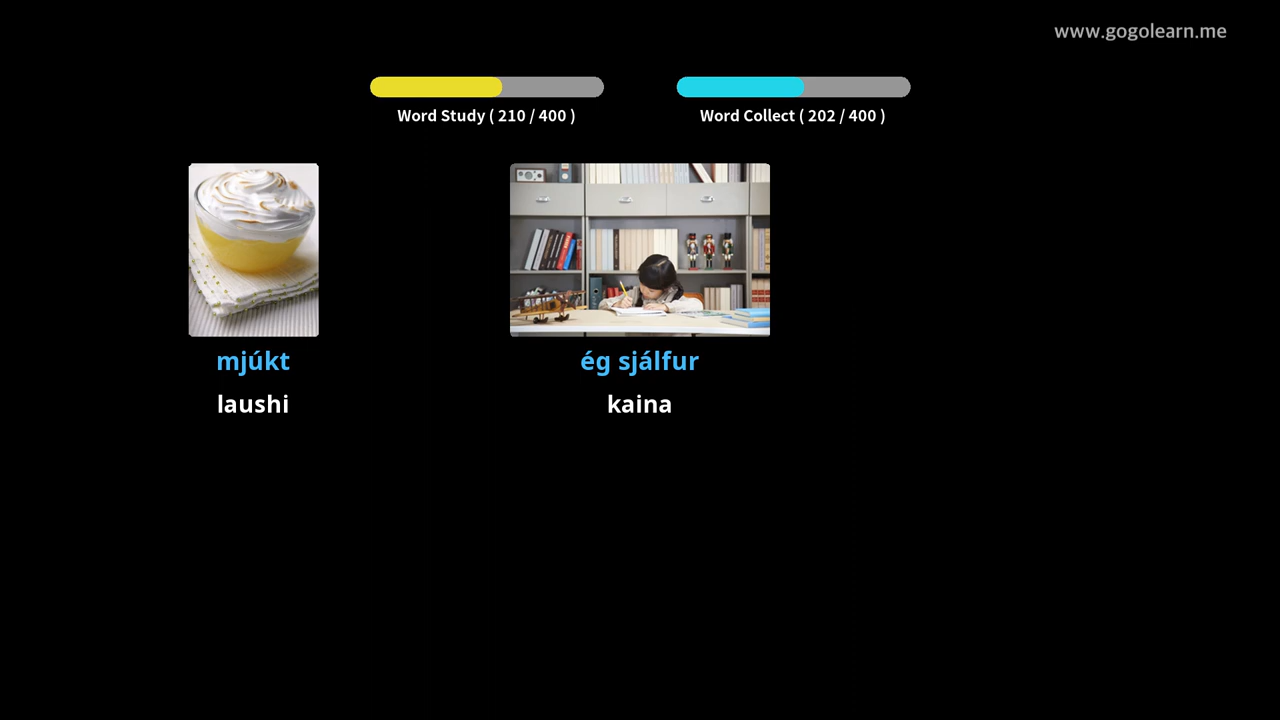 www.gogolearn.me
Word Study ( 210 / 400 )
Word Collect ( 202 / 400 )
mjúkt
ég sjálfur
laushi
kaina